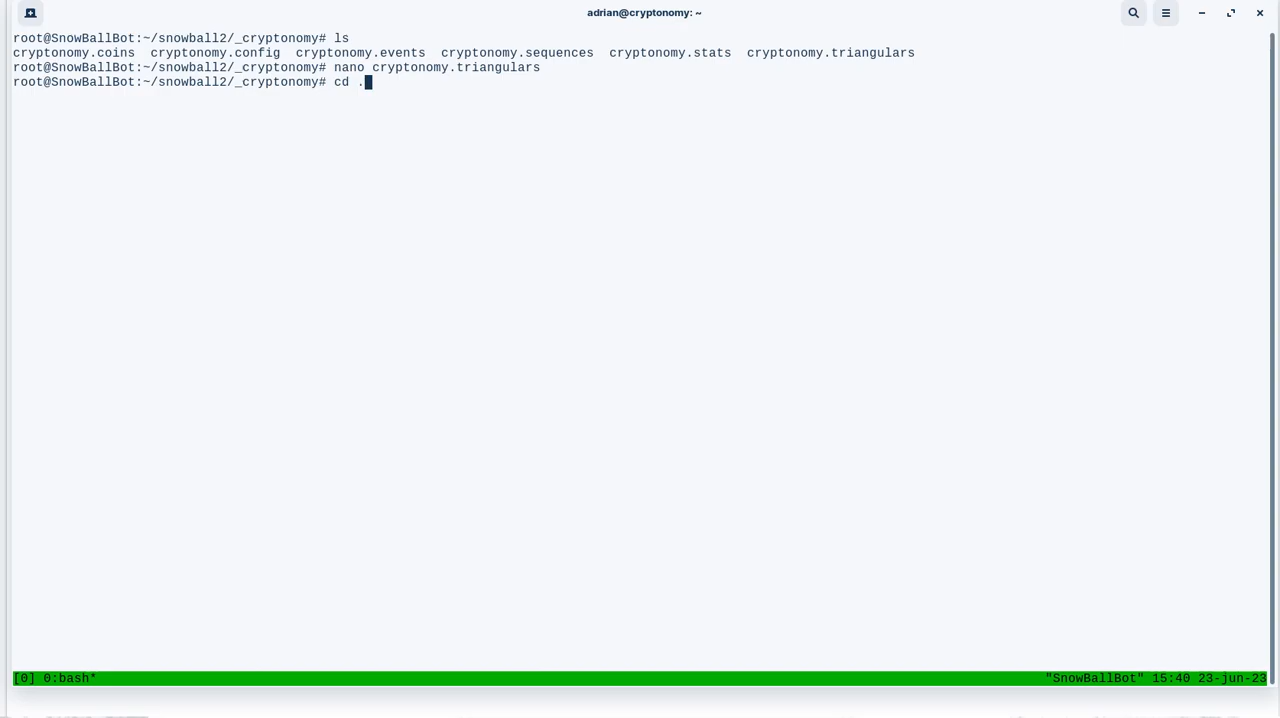 adrian@cryptonomy: ~
root@SnowBallBot:~/snowball2/_cryptonomy# ls
cryptonomy.coins  cryptonomy.config  cryptonomy.events  cryptonomy.sequences  cryptonomy.stats  cryptonomy.triangulars
root@SnowBallBot:~/snowball2/_cryptonomy# nano cryptonomy.triangulars
root@SnowBallBot:~/snowball2/_cryptonomy# cd .
[0] 0:bash* "SnowBallBot" 15:40 23-jun-23